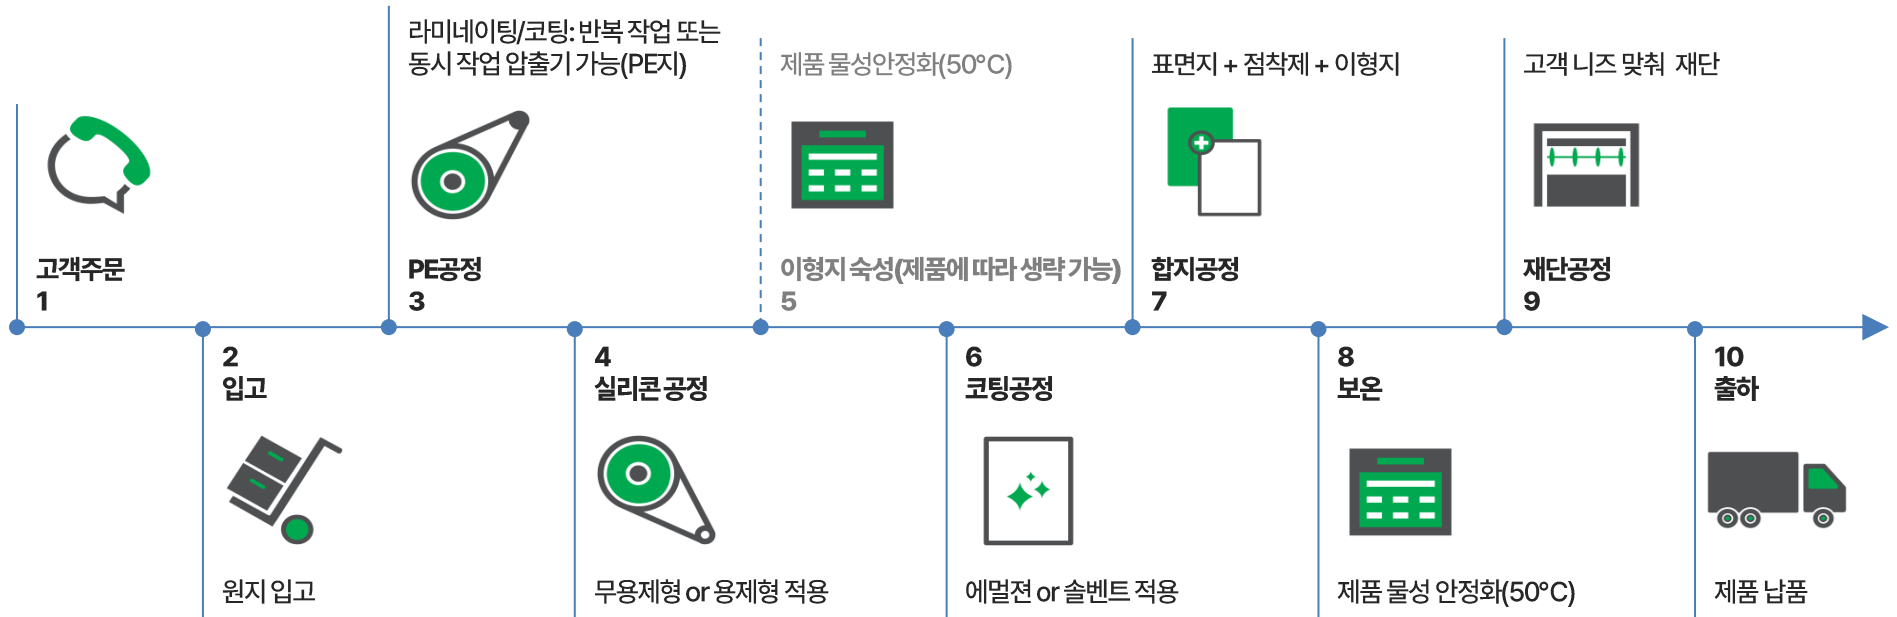 고객주문
1
2
입고
원지 입고
라미네이팅/코팅: 반복 작업 또는
동시 작업 압출기 가능(PE지)
PE공정
3
4
실리콘 공정
무용제형 or 용제형 적용
제품 물성안정화(50°C)
이형지 숙성(제품에 따라 생략 가능)
5
6
코팅공정
에멀젼 or 솔벤트 적용
표면지 + 점착제 + 이형지
합지공정
7
8
보온
제품 물성 안정화(50°C)
고객 니즈 맞춰 재단
재단공정
9
10
출하
제품 납품